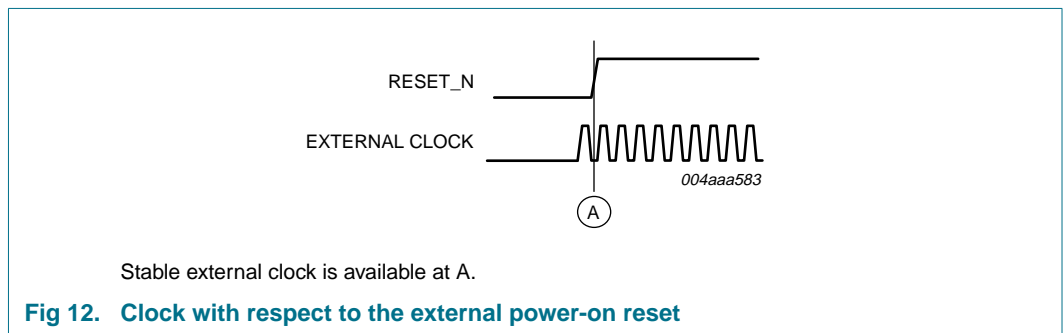 RESET_N
EXTERNAL CLOCK
004aaa583
A
Stable external clock is available at A.
Fig 12. Clock with respect to the external power-on reset